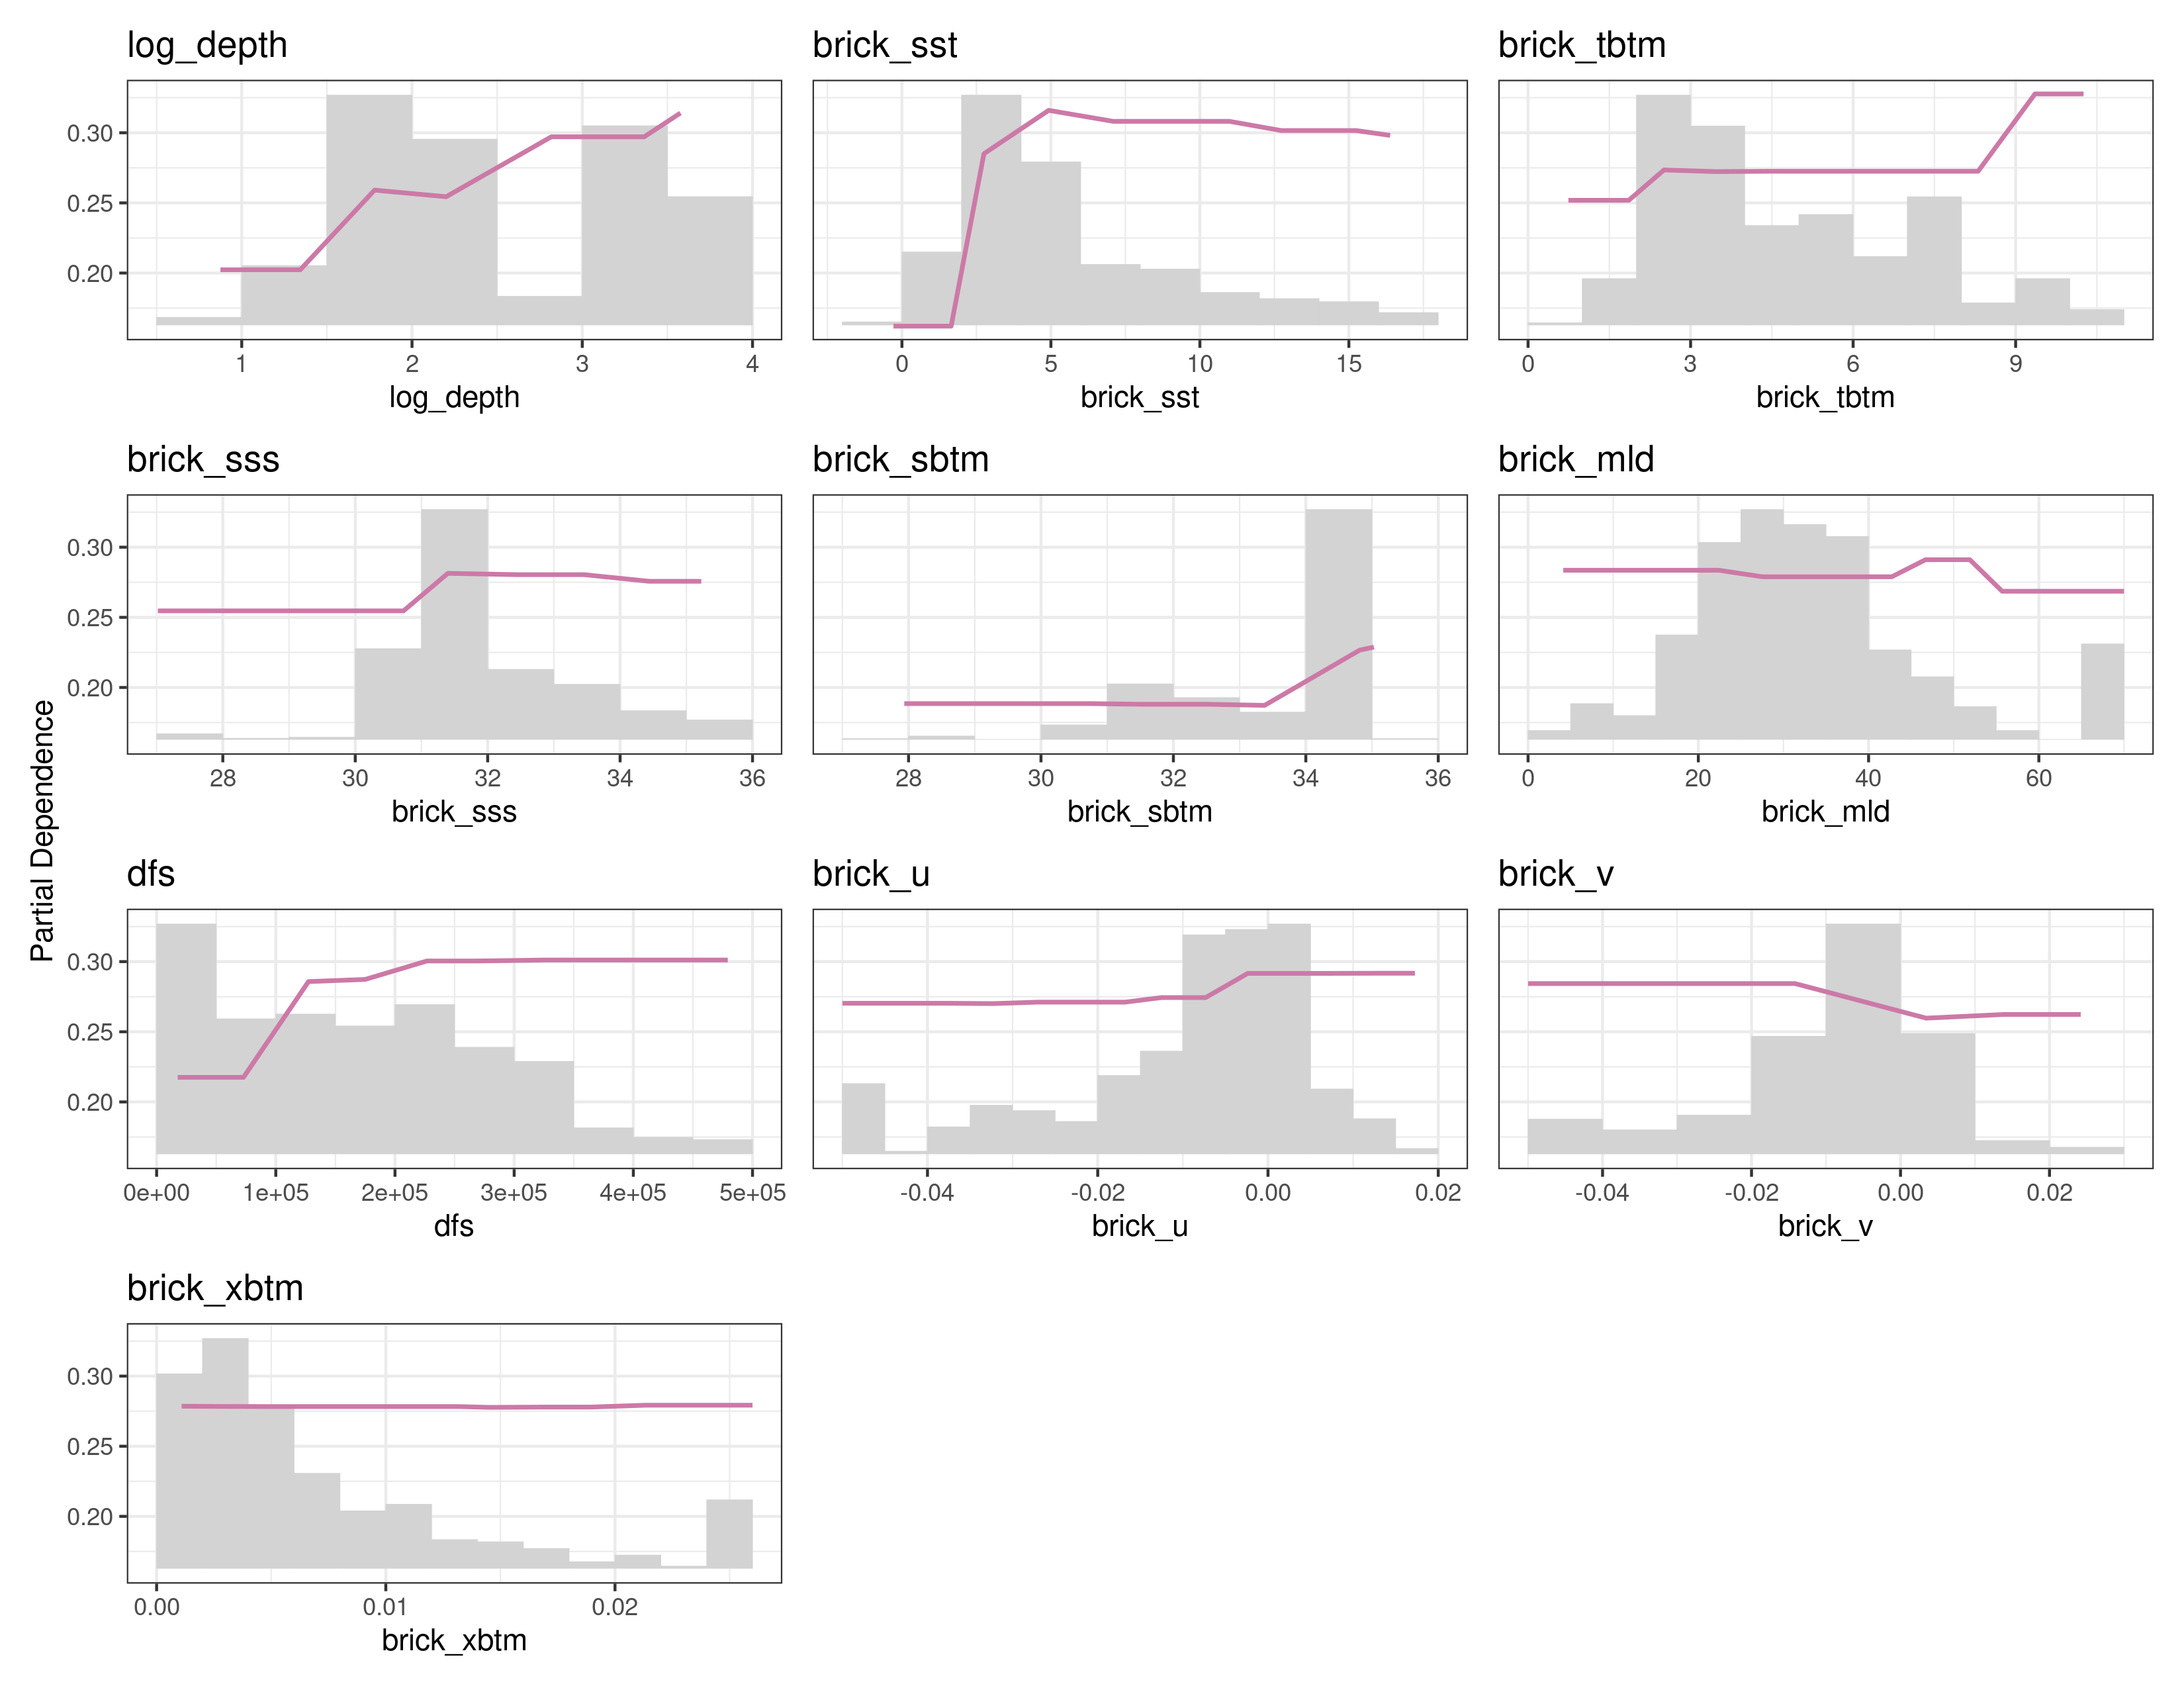 log_depth brick_sst brick_tbtm
0.30
0.25
0.20
1 2 3 4 0 5 10 15 0 3 6 9
log_depth brick_sst brick_tbtm
brick_sss brick_sbtm brick_mld
0.30
0.25
0.20
28 30 32 34 36 28 30 32 34 36 0 20 40 60
brick_sss brick_sbtm brick_mld
Partial Dependence
dfs brick_u brick_v
0.30
0.25
0.20
0e+00 1e+05 2e+05 3e+05 4e+05 5e+05 -0.04 -0.02 0.00 0.02 -0.04 -0.02 0.00 0.02
dfs brick_u brick_v
brick_xbtm
0.30
0.25
0.20
0.00 0.01 0.02
brick_xbtm